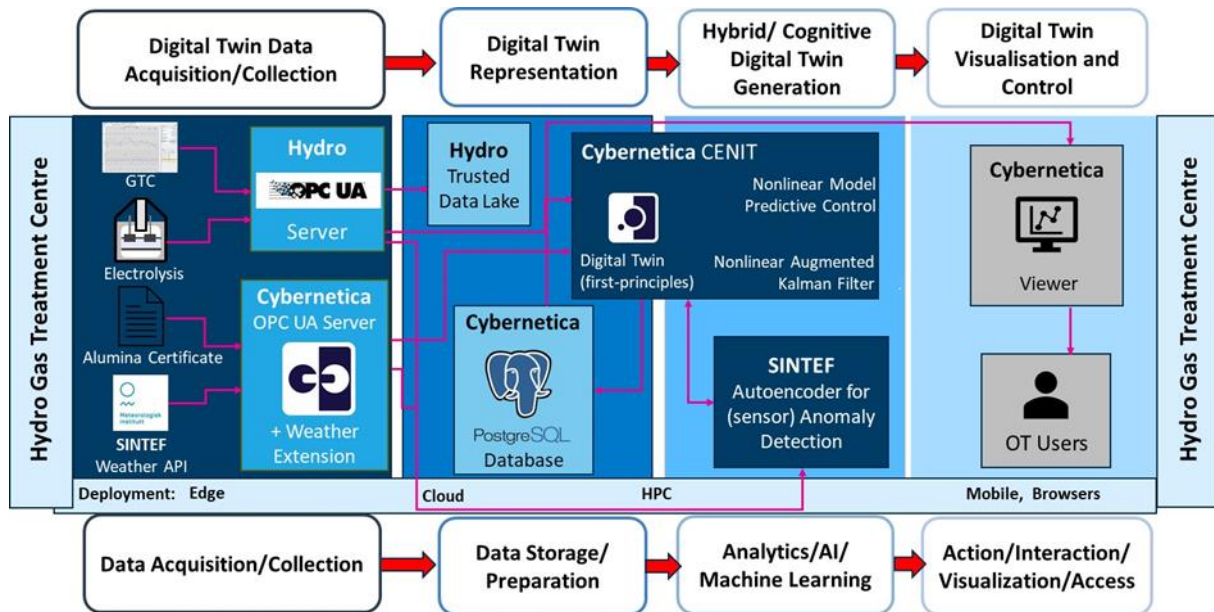 Digital Twin Data
Acquisition/Collection
Digital Twin
Representation
Hybrid/ Cognitive
Digital Twin
Generation
Digital Twin
Visualisation and
Control
Hydro Gas Treatment Centre
GTC
Electrolysis
Alumina Certificate
Meteorologisk
institutt
SINTEF
Weather API
Hydro
OPC UA
Server
Cybernetica
OPC UA Server
+ Weather
Extension
Hydro
Trusted
Data Lake
Cybernetica
PostgreSQL
Database
Cybernetica CENIT
Nonlinear Model
Predictive Control
Digital Twin
(first-principles)
Nonlinear Augmented
Kalman Filter
SINTEF
Autoencoder for
(sensor) Anomaly
Detection
Cybernetica
Viewer
OT Users
Hydro Gas Treatment Centre
Deployment: Edge
Cloud
HPC
Mobile, Browsers
Data Acquisition/Collection
Data Storage/
Preparation
Analytics/AI/
Machine Learning
Action/Interaction/
Visualization/Access